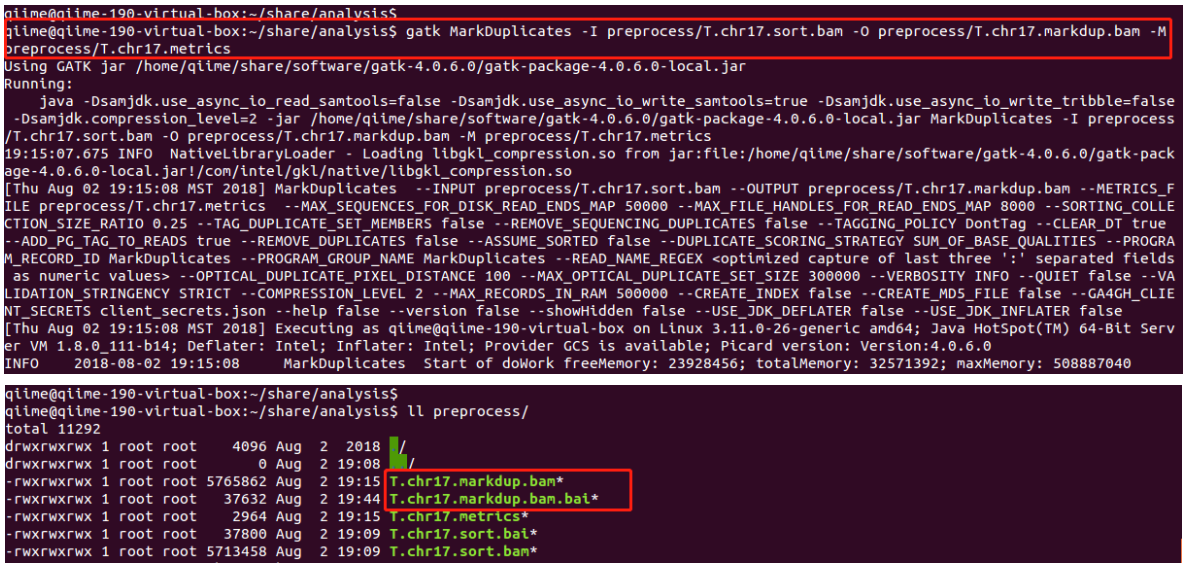 qiime@qiime-190-virtual-box:~/share/analysis$
qiime@qiime-190-virtual-box:~/share/analysis$ gatk MarkDuplicates -I preprocess/T.chr17.sort.bam -O preprocess/T.chr17.markdup.bam -M
preprocess/T.chr17.metrics
Using GATK jar /home/qiime/share/software/gatk-4.0.6.0/gatk-package-4.0.6.0-local.jar
Running:
    java -Dsamjdk.use_async_io_read_samtools=false -Dsamjdk.use_async_io_write_samtools=true -Dsamjdk.use_async_io_write_tribble=false
 -Dsamjdk.compression_level=2 -jar /home/qiime/share/software/gatk-4.0.6.0/gatk-package-4.0.6.0-local.jar MarkDuplicates -I preprocess
/T.chr17.sort.bam -O preprocess/T.chr17.markdup.bam -M preprocess/T.chr17.metrics
19:15:07.675 INFO  NativeLibraryLoader - Loading libgkl_compression.so from jar:file:/home/qiime/share/software/gatk-4.0.6.0/gatk-pack
age-4.0.6.0-local.jar!/com/intel/gkl/native/libgkl_compression.so
[Thu Aug 02 19:15:08 MST 2018] MarkDuplicates  --INPUT preprocess/T.chr17.sort.bam --OUTPUT preprocess/T.chr17.markdup.bam --METRICS_F
ILE preprocess/T.chr17.metrics  --MAX_SEQUENCES_FOR_DISK_READ_ENDS_MAP 50000 --MAX_FILE_HANDLES_FOR_READ_ENDS_MAP 8000 --SORTING_COLLE
CTION_SIZE_RATIO 0.25 --TAG_DUPLICATE_SET_MEMBERS false --REMOVE_SEQUENCING_DUPLICATES false --TAGGING_POLICY DontTag --CLEAR_DT true
--ADD_PG_TAG_TO_READS true --REMOVE_DUPLICATES false --ASSUME_SORTED false --DUPLICATE_SCORING_STRATEGY SUM_OF_BASE_QUALITIES --PROGRA
M_RECORD_ID MarkDuplicates --PROGRAM_GROUP_NAME MarkDuplicates --READ_NAME_REGEX <optimized capture of last three ':' separated fields
 as numeric values> --OPTICAL_DUPLICATE_PIXEL_DISTANCE 100 --MAX_OPTICAL_DUPLICATE_SET_SIZE 300000 --VERBOSITY INFO --QUIET false --VA
LIDATION_STRINGENCY STRICT --COMPRESSION_LEVEL 2 --MAX_RECORDS_IN_RAM 500000 --CREATE_INDEX false --CREATE_MD5_FILE false --GA4GH_CLIE
NT_SECRETS client_secrets.json --help false --version false --showHidden false --USE_JDK_DEFLATER false --USE_JDK_INFLATER false
[Thu Aug 02 19:15:08 MST 2018] Executing as qiime@qiime-190-virtual-box on Linux 3.11.0-26-generic amd64; Java HotSpot(TM) 64-Bit Serv
er VM 1.8.0_111-b14; Deflater: Intel; Inflater: Intel; Provider GCS is available; Picard version: Version:4.0.6.0
INFO    2018-08-02 19:15:08     MarkDuplicates  Start of doWork freeMemory: 23928456; totalMemory: 32571392; maxMemory: 508887040
qiime@qiime-190-virtual-box:~/share/analysis$
qiime@qiime-190-virtual-box:~/share/analysis$ ll preprocess/
total 11292
drwxrwxrwx 1 root root    4096 Aug  2  2018 ./
drwxrwxrwx 1 root root       0 Aug  2 19:08 ../
-rwxrwxrwx 1 root root 5765862 Aug  2 19:15 T.chr17.markdup.bam*
-rwxrwxrwx 1 root root   37632 Aug  2 19:44 T.chr17.markdup.bam.bai*
-rwxrwxrwx 1 root root    2964 Aug  2 19:15 T.chr17.metrics*
-rwxrwxrwx 1 root root   37800 Aug  2 19:09 T.chr17.sort.bai*
-rwxrwxrwx 1 root root 5713458 Aug  2 19:09 T.chr17.sort.bam*